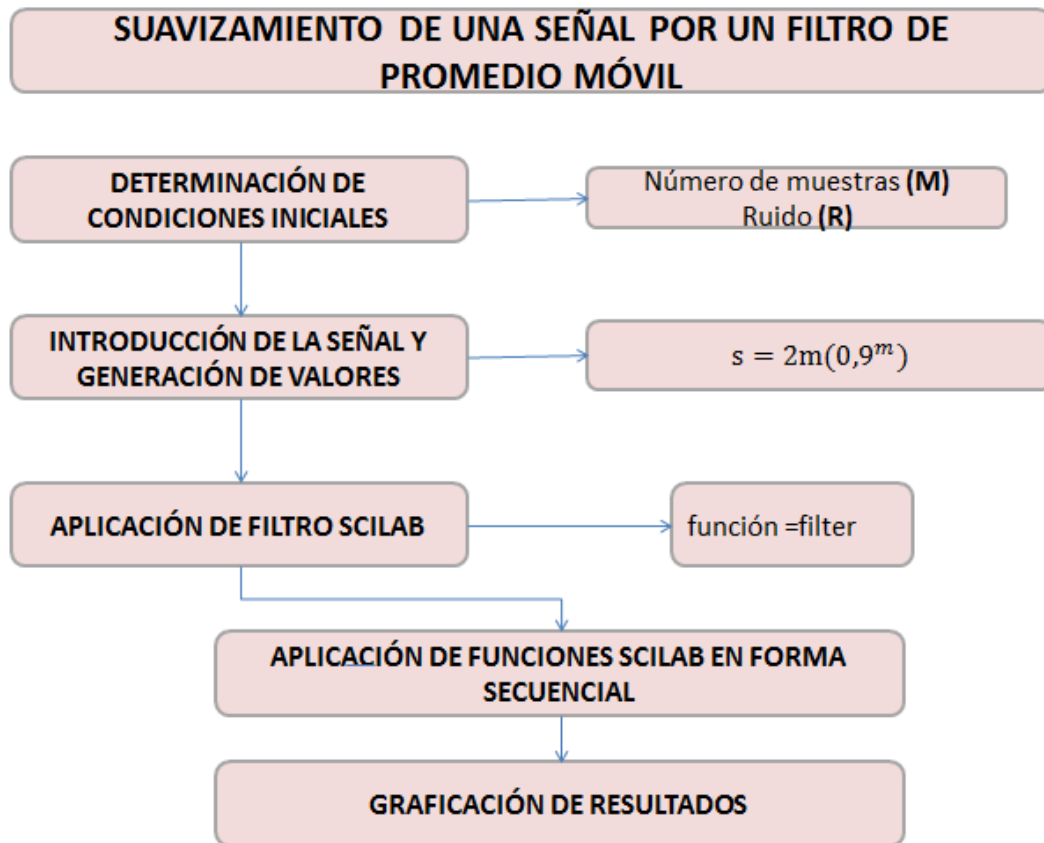 SUAVIZAMIENTO DE UNA SEÑAL POR UN FILTRO DE
PROMEDIO MÓVIL
DETERMINACIÓN DE
CONDICIONES INICIALES
Número de muestras (M)
Ruido (R)
INTRODUCCIÓN DE LA SEÑAL Y
GENERACIÓN DE VALORES
s = 2m(0,9^m)
APLICACIÓN DE FILTRO SCILAB
función =filter
APLICACIÓN DE FUNCIONES SCILAB EN FORMA
SECUENCIAL
GRAFICACIÓN DE RESULTADOS